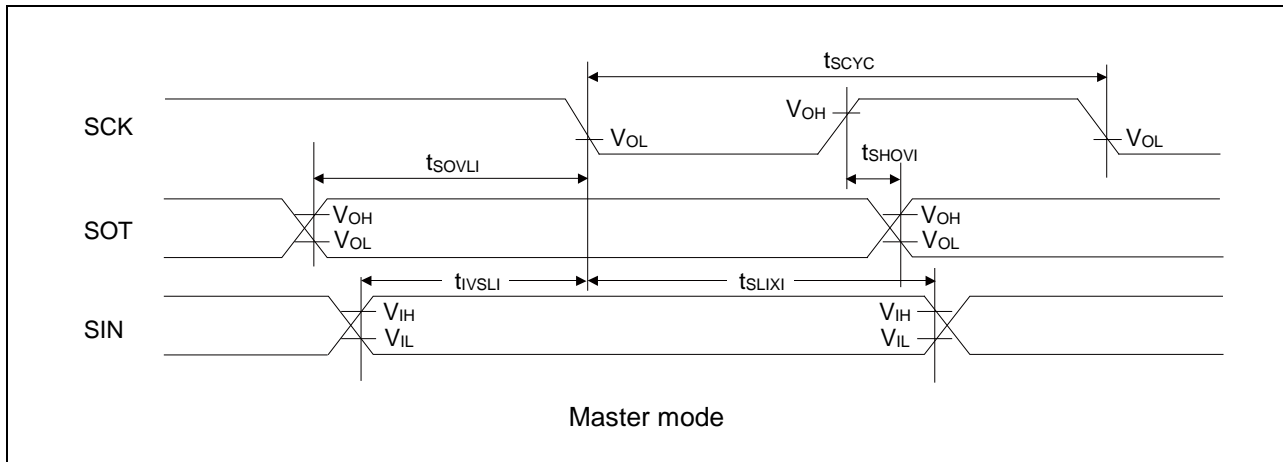 tSCYC
SCK
VOH
VOL
VOL
tSHOVI
tSOVLI
SOT
VOH
VOL
VOH
VOL
tIVSLI
tSLIXI
SIN
VIH
VIL
VIH
VIL
Master mode